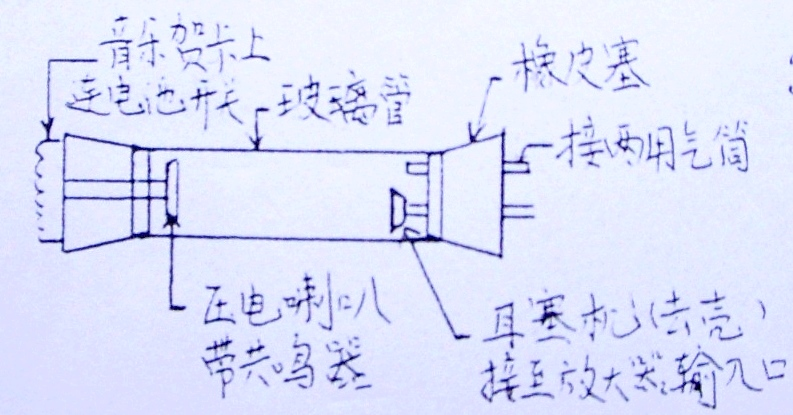 音乐贺卡上
连电池开关
玻璃管
橡皮塞
接两用气筒
压电喇叭
带共鸣器
耳塞机(去壳)
接至放大器输入口